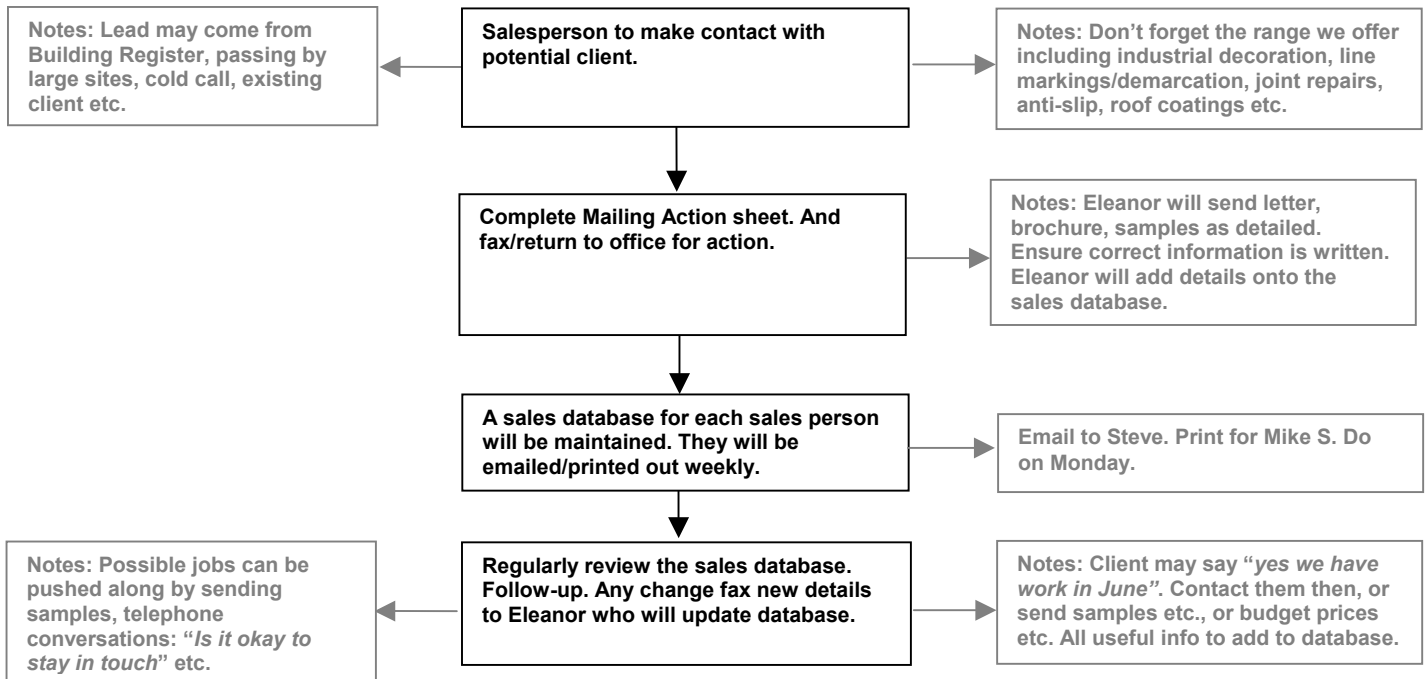 Notes: Lead may come from
Building Register, passing by
large sites, cold call, existing
client etc.
Salesperson to make contact with
potential client.
Notes: Don’t forget the range we offer
including industrial decoration, line
markings/demarcation, joint repairs,
anti-slip, roof coatings etc.
Complete Mailing Action sheet. And
fax/return to office for action.
Notes: Eleanor will send letter,
brochure, samples as detailed.
Ensure correct information is written.
Eleanor will add details onto the
sales database.
A sales database for each sales person
will be maintained. They will be
emailed/printed out weekly.
Email to Steve. Print for Mike S. Do
on Monday.
Notes: Possible jobs can be
pushed along by sending
samples, telephone
conversations: “Is it okay to
stay in touch” etc.
Regularly review the sales database.
Follow-up. Any change fax new details
to Eleanor who will update database.
Notes: Client may say “yes we have
work in June”. Contact them then, or
send samples etc., or budget prices
etc. All useful info to add to database.